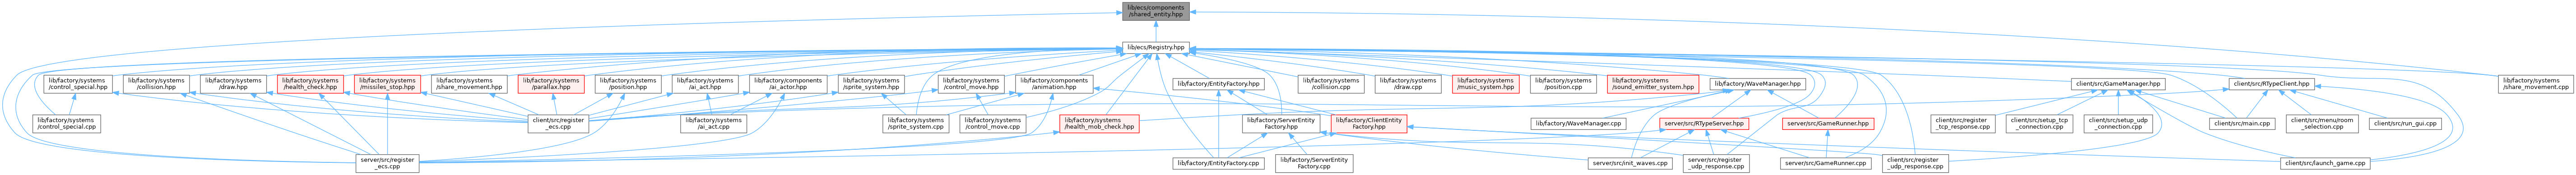 lib/ecs/components
/shared_entity.hpp
lib/ecs/Registry.hpp
lib/factory/systems
/control_special.hpp
lib/factory/systems
/collision.hpp
lib/factory/systems
/draw.hpp
lib/factory/systems
/health_check.hpp
lib/factory/systems
/missiles_stop.hpp
lib/factory/systems
/share_movement.hpp
lib/factory/systems
/parallax.hpp
lib/factory/systems
/position.hpp
lib/factory/systems
/ai_act.hpp
lib/factory/components
/ai_actor.hpp
lib/factory/systems
/sprite_system.hpp
lib/factory/systems
/control_move.hpp
lib/factory/components
/animation.hpp
lib/factory/EntityFactory.hpp
lib/factory/systems
/collision.cpp
lib/factory/systems
/draw.cpp
lib/factory/systems
/music_system.hpp
lib/factory/systems
/position.cpp
lib/factory/systems
/sound_emitter_system.hpp
lib/factory/WaveManager.hpp
client/src/GameManager.hpp
client/src/RTypeClient.hpp
lib/factory/systems
/share_movement.cpp
lib/factory/systems
/control_special.cpp
client/src/register
_ecs.cpp
lib/factory/systems
/ai_act.cpp
lib/factory/systems
/sprite_system.cpp
lib/factory/systems
/control_move.cpp
lib/factory/systems
/health_mob_check.hpp
lib/factory/ServerEntity
Factory.hpp
lib/factory/ClientEntity
Factory.hpp
lib/factory/WaveManager.cpp
server/src/RTypeServer.hpp
server/src/GameRunner.hpp
client/src/register
_tcp_response.cpp
client/src/setup_tcp
_connection.cpp
client/src/setup_udp
_connection.cpp
client/src/main.cpp
client/src/menu/room
_selection.cpp
client/src/run_gui.cpp
server/src/register
_ecs.cpp
lib/factory/EntityFactory.cpp
lib/factory/ServerEntity
Factory.cpp
server/src/init_waves.cpp
server/src/register
_udp_response.cpp
server/src/GameRunner.cpp
client/src/register
_udp_response.cpp
client/src/launch_game.cpp